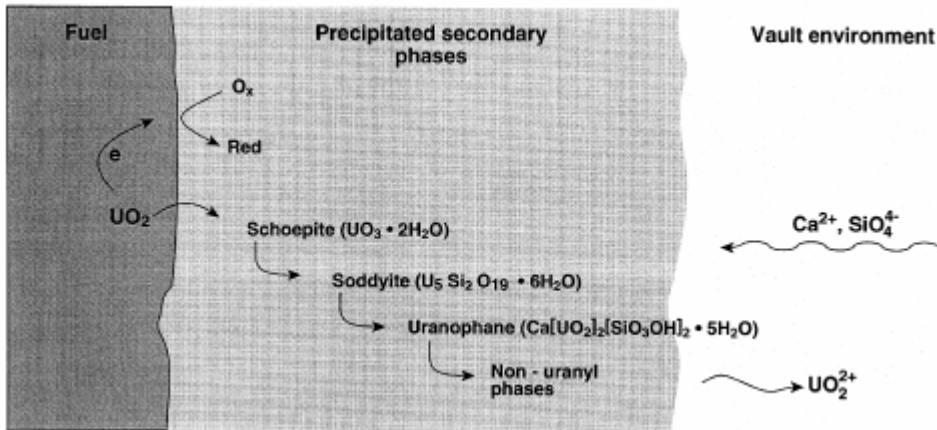 Fuel
Precipitated secondary
phases
Vault environment
Oₓ
Red
e
UO₂
Schoepite (UO₃ • 2H₂O)
Ca²⁺, SiO₄⁴⁻
Soddyite (U₅ Si₂ O₁₉ • 6H₂O)
Uranophane (Ca[UO₂]₂[SiO₃OH]₂ • 5H₂O)
Non - uranyl
phases
UO₂²⁺